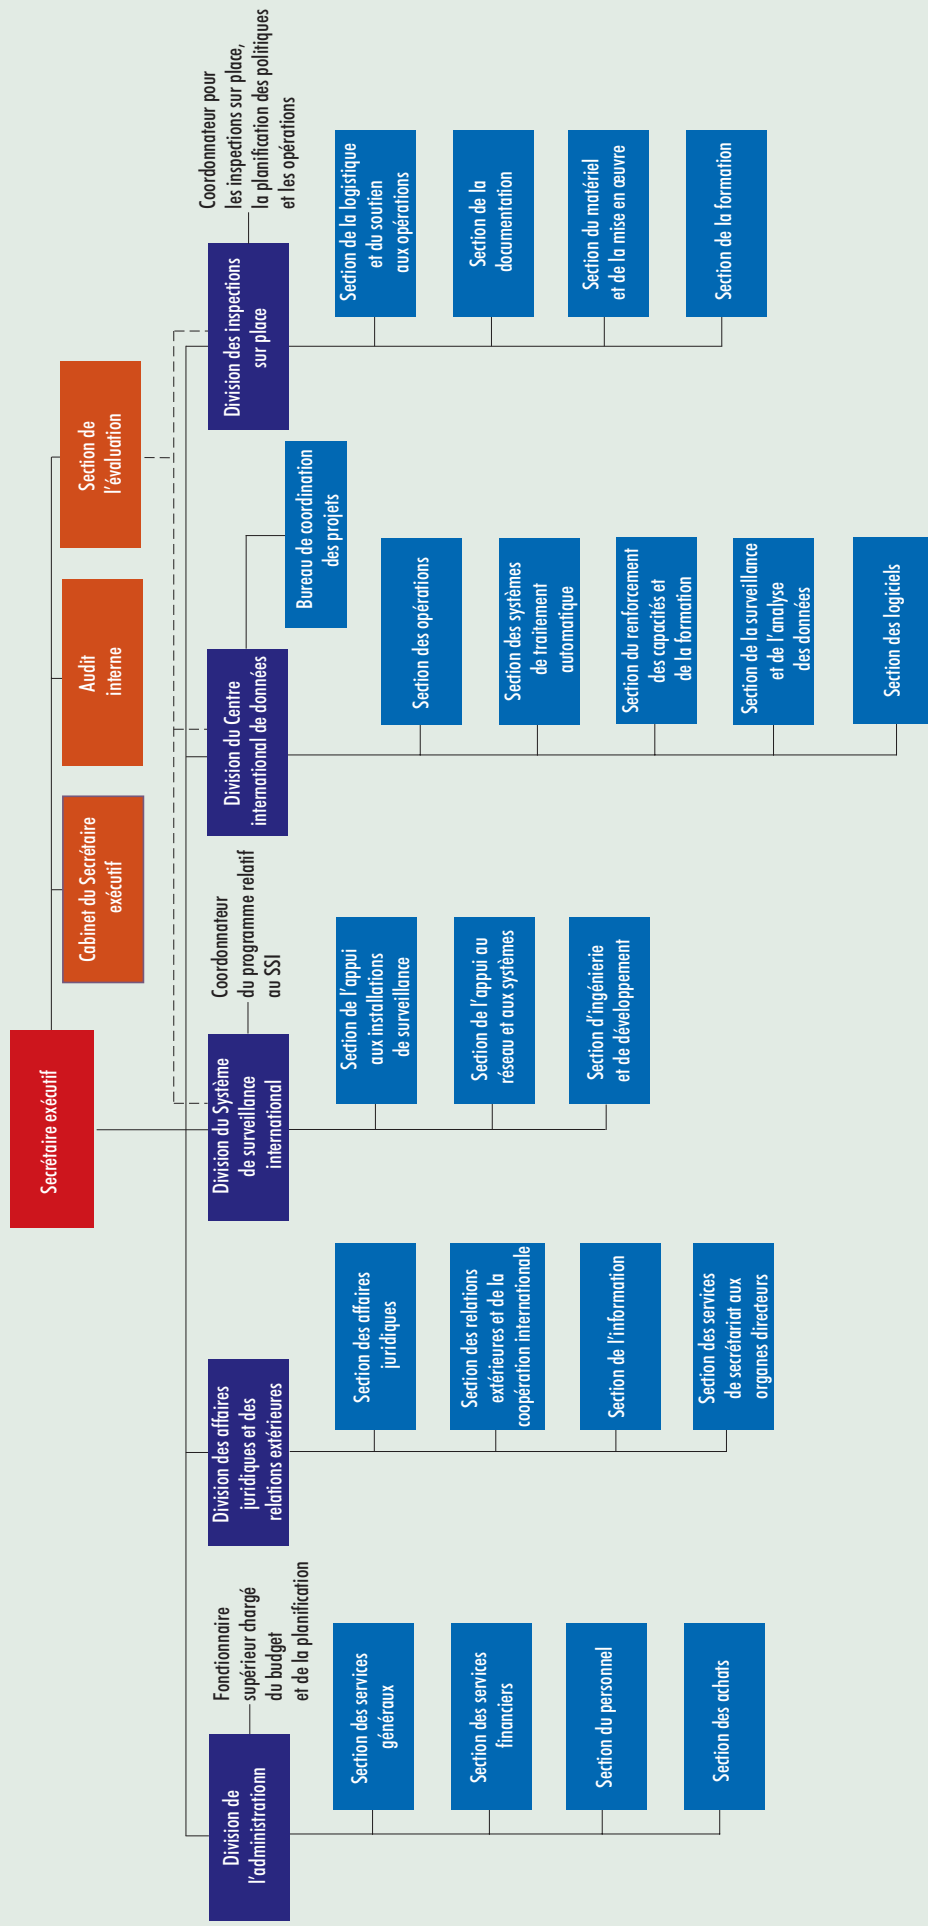 Secrétaire exécutif
Cabinet du Secrétaire
exécutif
Audit
interne
Section de
l'évaluation
Division de
l'administrationn
Fonctionnaire
supérieur chargé
du budget
et de la planification
Section des services
généraux
Section des services
financiers
Section du personnel
Section des achats
Division des affaires
juridiques et des
relations extérieures
Section des affaires
juridiques
Section des relations
extérieures et de la
coopération internationale
Section de l'information
Section des services
de secrétariat aux
organes directeurs
Division du Système
de surveillance
international
Coordonnateur
du programme relatif
au SSI
Section de l'appui
aux installations
de surveillance
Section de l'appui au
réseau et aux systèmes
Section d'ingénierie
et de développement
Division du Centre
international de données
Bureau de coordination
des projets
Section des opérations
Section des systèmes
de traitement
automatique
Section du renforcement
des capacités et
de la formation
Section de la surveillance
et de l'analyse
des données
Section des logiciels
Division des inspections
sur place
Coordonnateur pour
les inspections sur place,
la planification des politiques
et les opérations
Section de la logistique
et du soutien
aux opérations
Section de la
documentation
Section du matériel
et de la mise en œuvre
Section de la formation